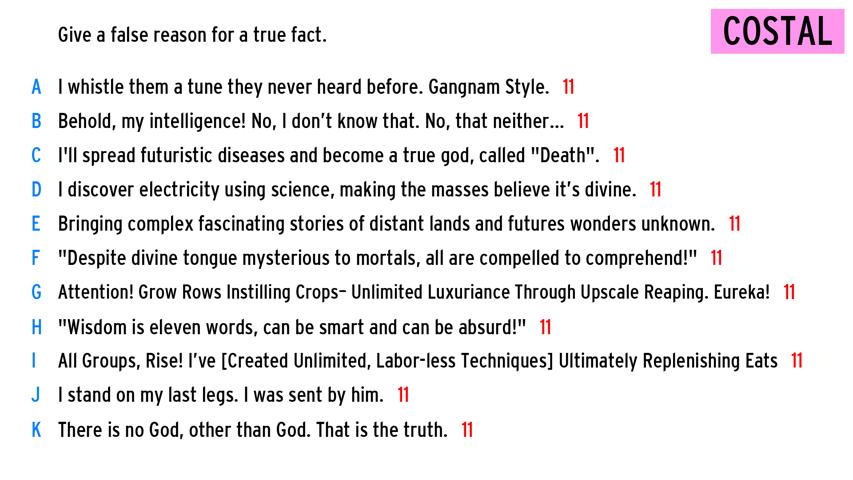 Give a false reason for a true fact.
COSTAL
A I whistle them a tune they never heard before. Gangnam Style. 11
B Behold, my intelligence! No, I don't know that. No, that neither... 11
C I'll spread futuristic diseases and become a true god, called "Death". 11
D I discover electricity using science, making the masses believe it's divine. 11
E Bringing complex fascinating stories of distant lands and futures wonders unknown. 11
F "Despite divine tongue mysterious to mortals, all are compelled to comprehend!" 11
G Attention! Grow Rows Instilling Crops– Unlimited Luxuriance Through Upscale Reaping. Eureka! 11
H "Wisdom is eleven words, can be smart and can be absurd!" 11
I All Groups, Rise! I've [Created Unlimited, Labor-less Techniques] Ultimately Replenishing Eats 11
J I stand on my last legs. I was sent by him. 11
K There is no God, other than God. That is the truth. 11